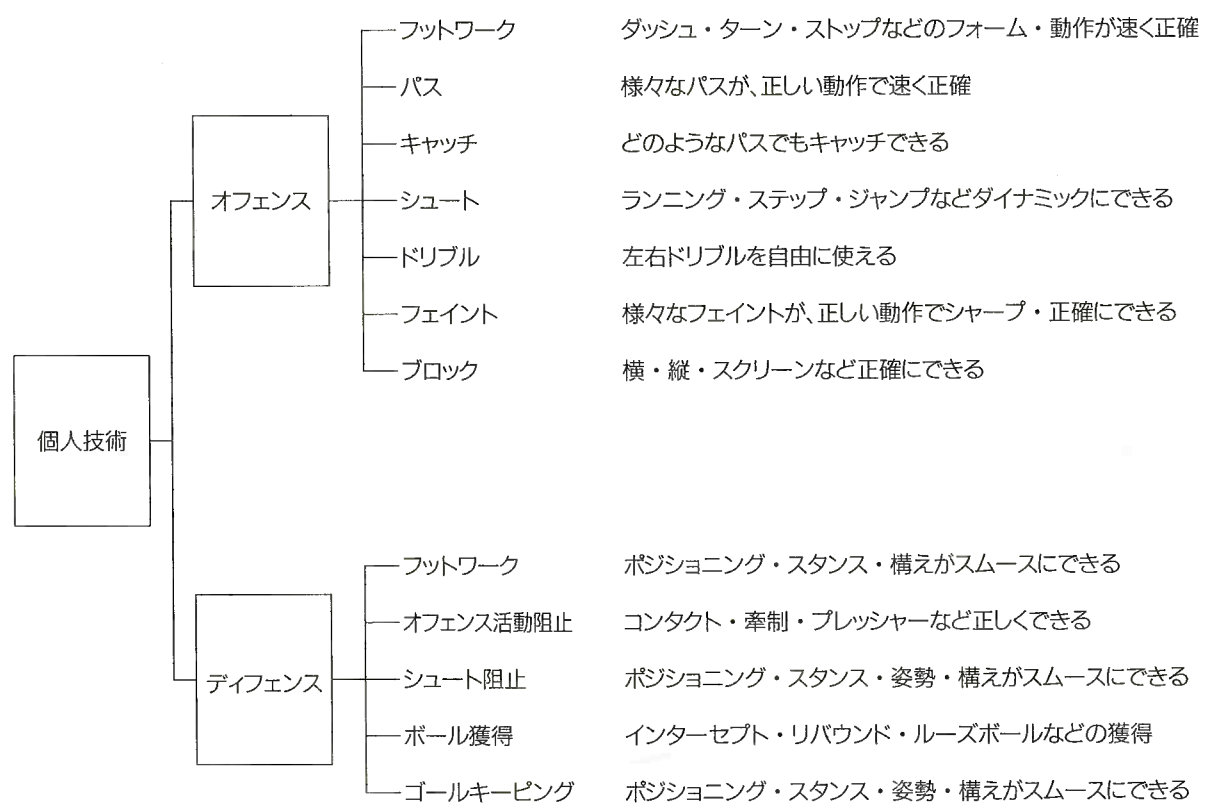 フットワーク ダッシュ・ターン・ストップなどのフォーム・動作が速く正確
パス 様々なパスが、正しい動作で速く正確
キャッチ どのようなパスでもキャッチできる
オフェンス
シュート ランニング・ステップ・ジャンプなどダイナミックにできる
ドリブル 左右ドリブルを自由に使える
フェイント 様々なフェイントが、正しい動作でシャープ・正確にできる
ブロック 横・縦・スクリーンなど正確にできる
個人技術
フットワーク ポジショニング・スタンス・構えがスムースにできる
オフェンス活動阻止 コンタクト・牽制・プレッシャーなど正しくできる
ディフェンス
シュート阻止 ポジショニング・スタンス・姿勢・構えがスムースにできる
ボール獲得 インターセプト・リバウンド・ルーズボールなどの獲得
ゴールキーピング ポジショニング・スタンス・姿勢・構えがスムースにできる